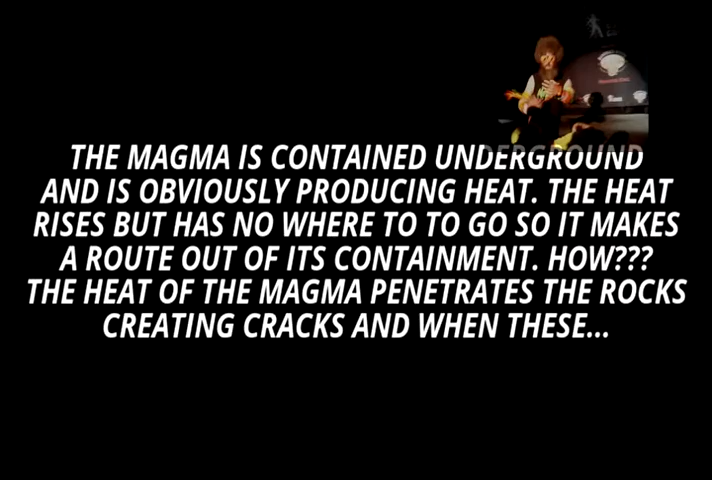 THE MAGMA IS CONTAINED UNDERGROUND
AND IS OBVIOUSLY PRODUCING HEAT. THE HEAT
RISES BUT HAS NO WHERE TO TO GO SO IT MAKES
A ROUTE OUT OF ITS CONTAINMENT. HOW???
THE HEAT OF THE MAGMA PENETRATES THE ROCKS
CREATING CRACKS AND WHEN THESE...